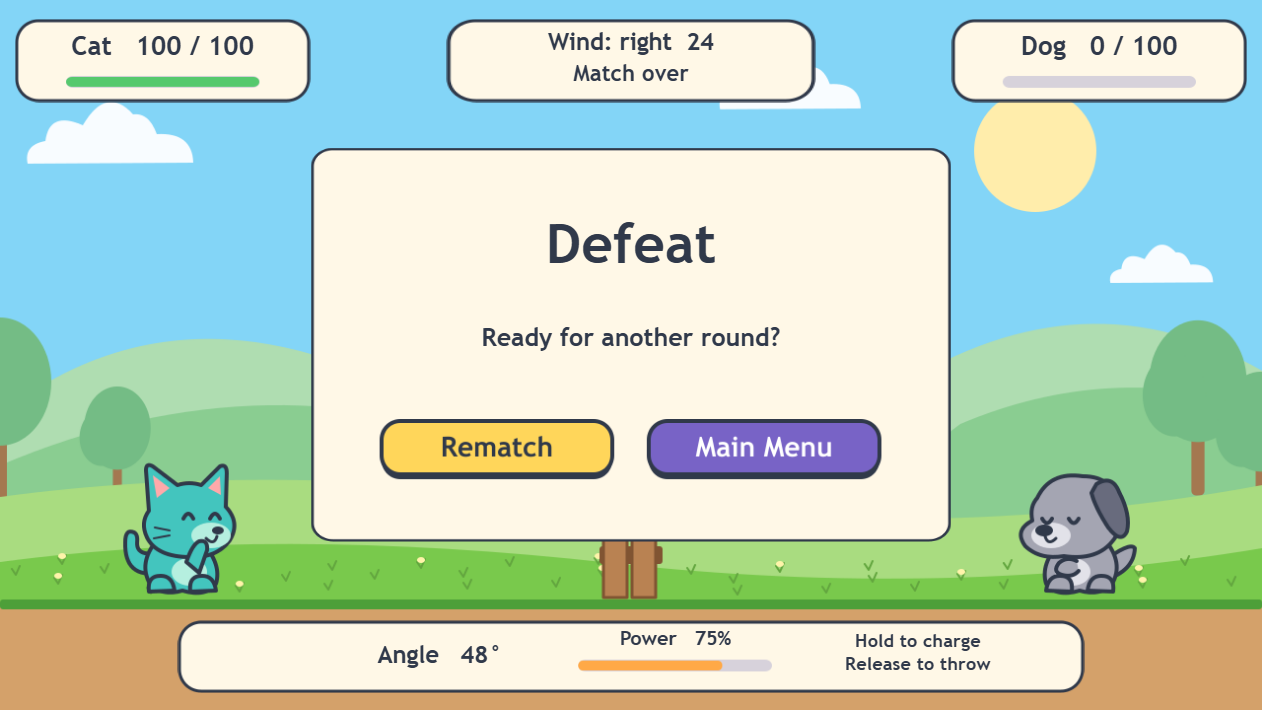 Cat 100 / 100
Wind: right 24
Match over
Dog 0 / 100
Defeat
Ready for another round?
Rematch
Main Menu
Angle 48°
Power 75%
Hold to charge
Release to throw